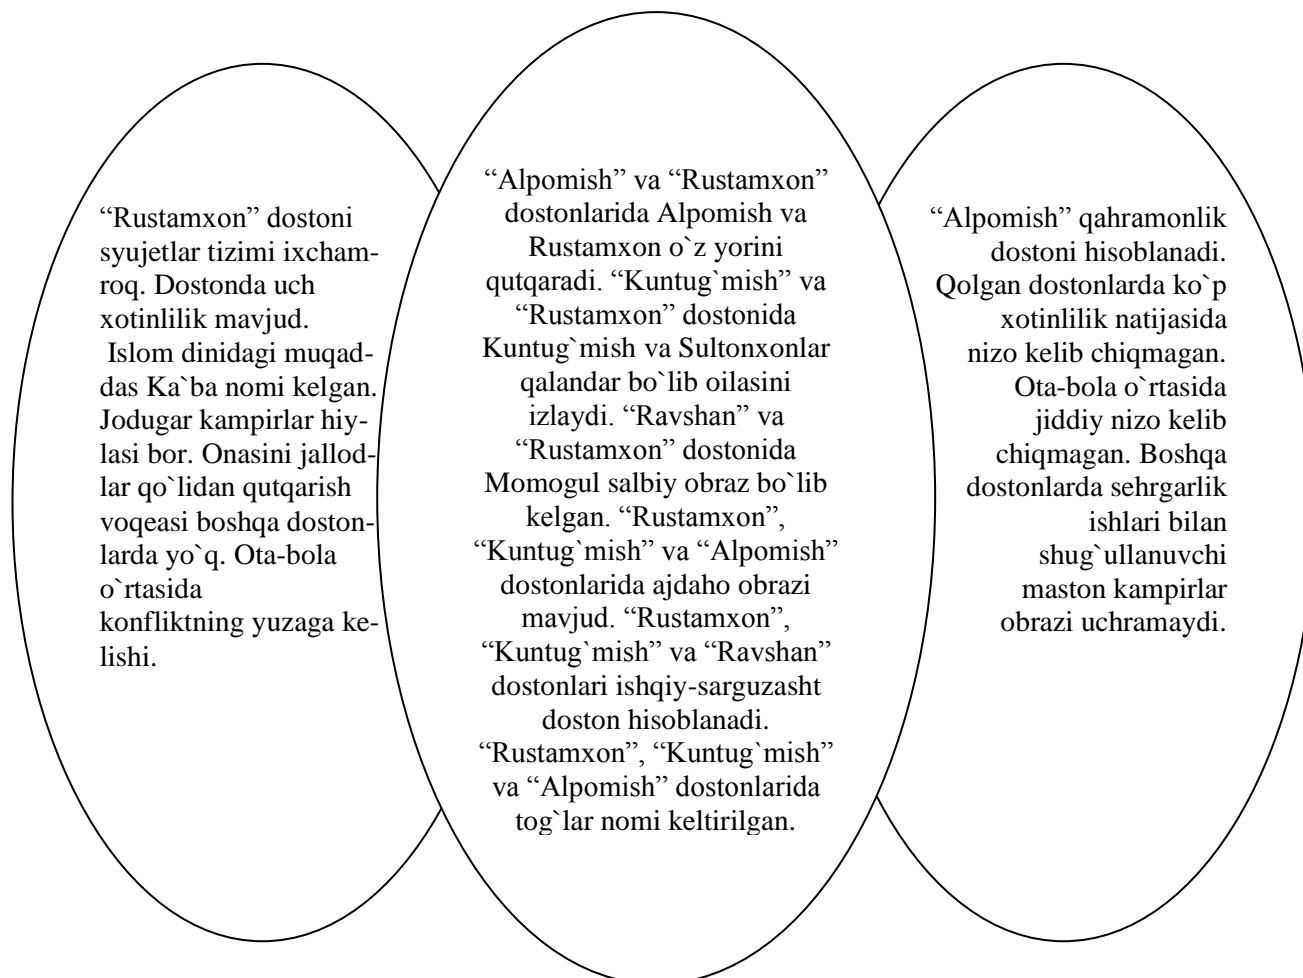 “Rustamxon” dostoni
syujetlar tizimi ixcham-
roq. Dostonda uch
xotinlilik mavjud.
Islom dinidagi muqad-
das Ka`ba nomi kelgan.
Jodugar kampirlar hiy-
lasi bor. Onasini jallod-
lar qo`lidan qutqarish
voqeasi boshqa doston-
larda yo`q. Ota-bola
o`rtasida
konfliktning yuzaga ke-
lishi.
“Alpomish” va “Rustamxon”
dostonlarida Alpomish va
Rustamxon o`z yorini
qutqaradi. “Kuntug`mish” va
“Rustamxon” dostonida
Kuntug`mish va Sultonxonlar
qalandar bo`lib oilasini
izlaydi. “Ravshan” va
“Rustamxon” dostonida
Momogul salbiy obraz bo`lib
kelgan. “Rustamxon”,
“Kuntug`mish” va “Alpomish”
dostonlarida ajdaho obrazi
mavjud. “Rustamxon”,
“Kuntug`mish” va “Ravshan”
dostonlari ishqiy-sarguzasht
doston hisoblanadi.
“Rustamxon”, “Kuntug`mish”
va “Alpomish” dostonlarida
tog`lar nomi keltirilgan.
“Alpomish” qahramonlik
dostoni hisoblanadi.
Qolgan dostonlarda ko`p
xotinlilik natijasida
nizo kelib chiqmagan.
Ota-bola o`rtasida
jiddiy nizo kelib
chiqmagan. Boshqa
dostonlarda sehrgarlik
ishlari bilan
shug`ullanuvchi
maston kampirlar
obrazi uchramaydi.